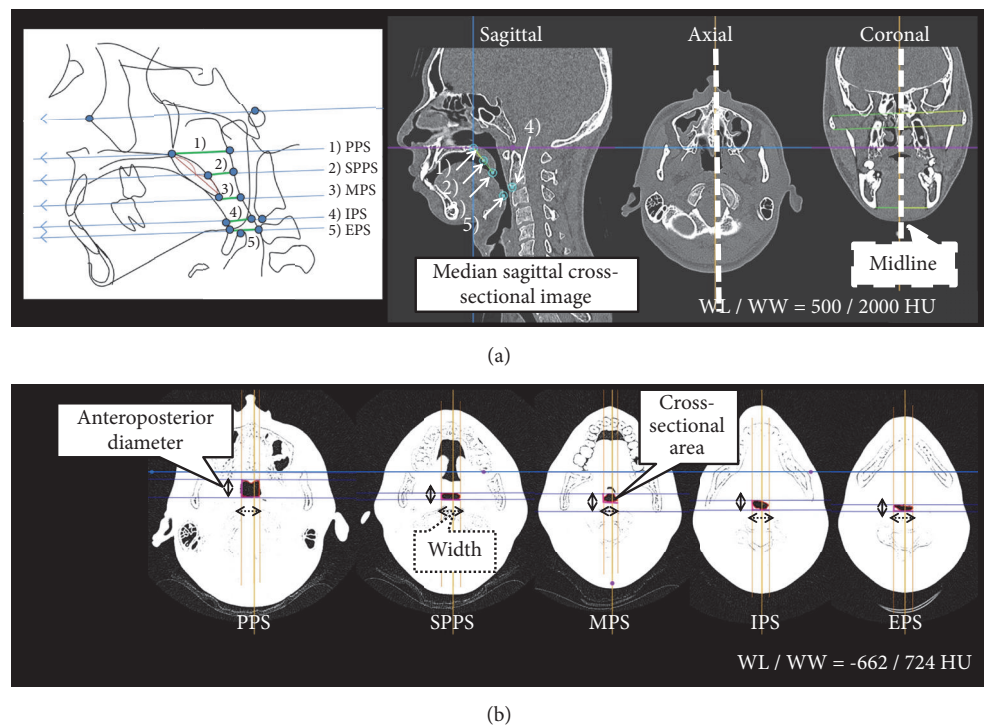 Sagittal
Axial
Coronal
1)
2)
3)
4)
5)
1) PPS
2) SPPS
3) MPS
4) IPS
5) EPS
4)
1)
2)
3)
5)
Median sagittal cross-
sectional image
Midline
WL / WW = 500 / 2000 HU
(a)
Anteroposterior
diameter
Cross-
sectional
area
Width
PPS
SPPS
MPS
IPS
EPS
WL / WW = -662 / 724 HU
(b)